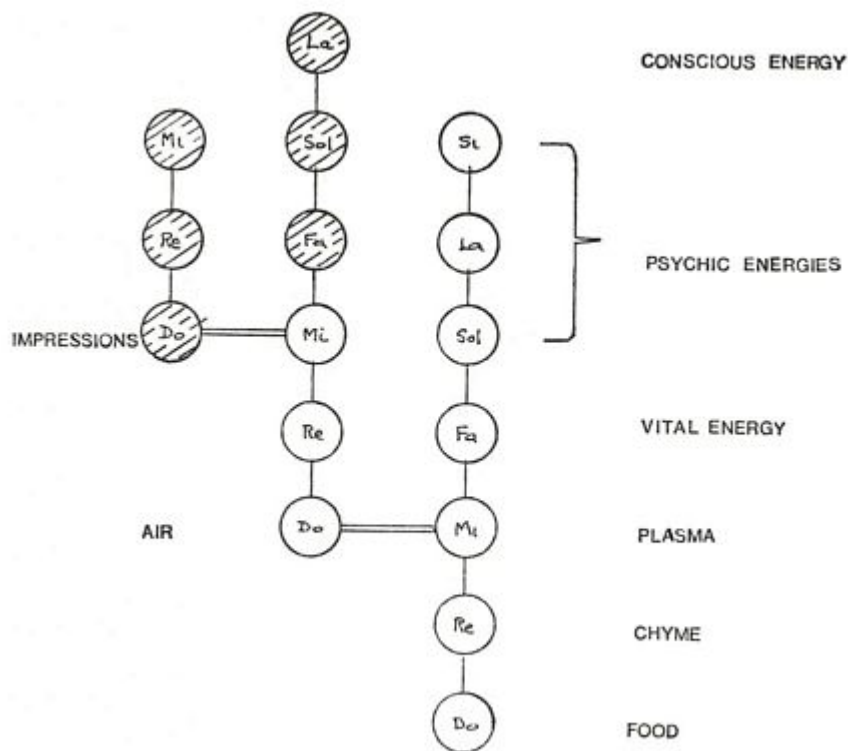 La CONSCIOUS ENERGY
Mi Sol Si
Re Fa La PSYCHIC ENERGIES
IMPRESSIONS Do Mi Sol
Re Fa VITAL ENERGY
AIR Do Mi PLASMA
Re CHYME
Do FOOD